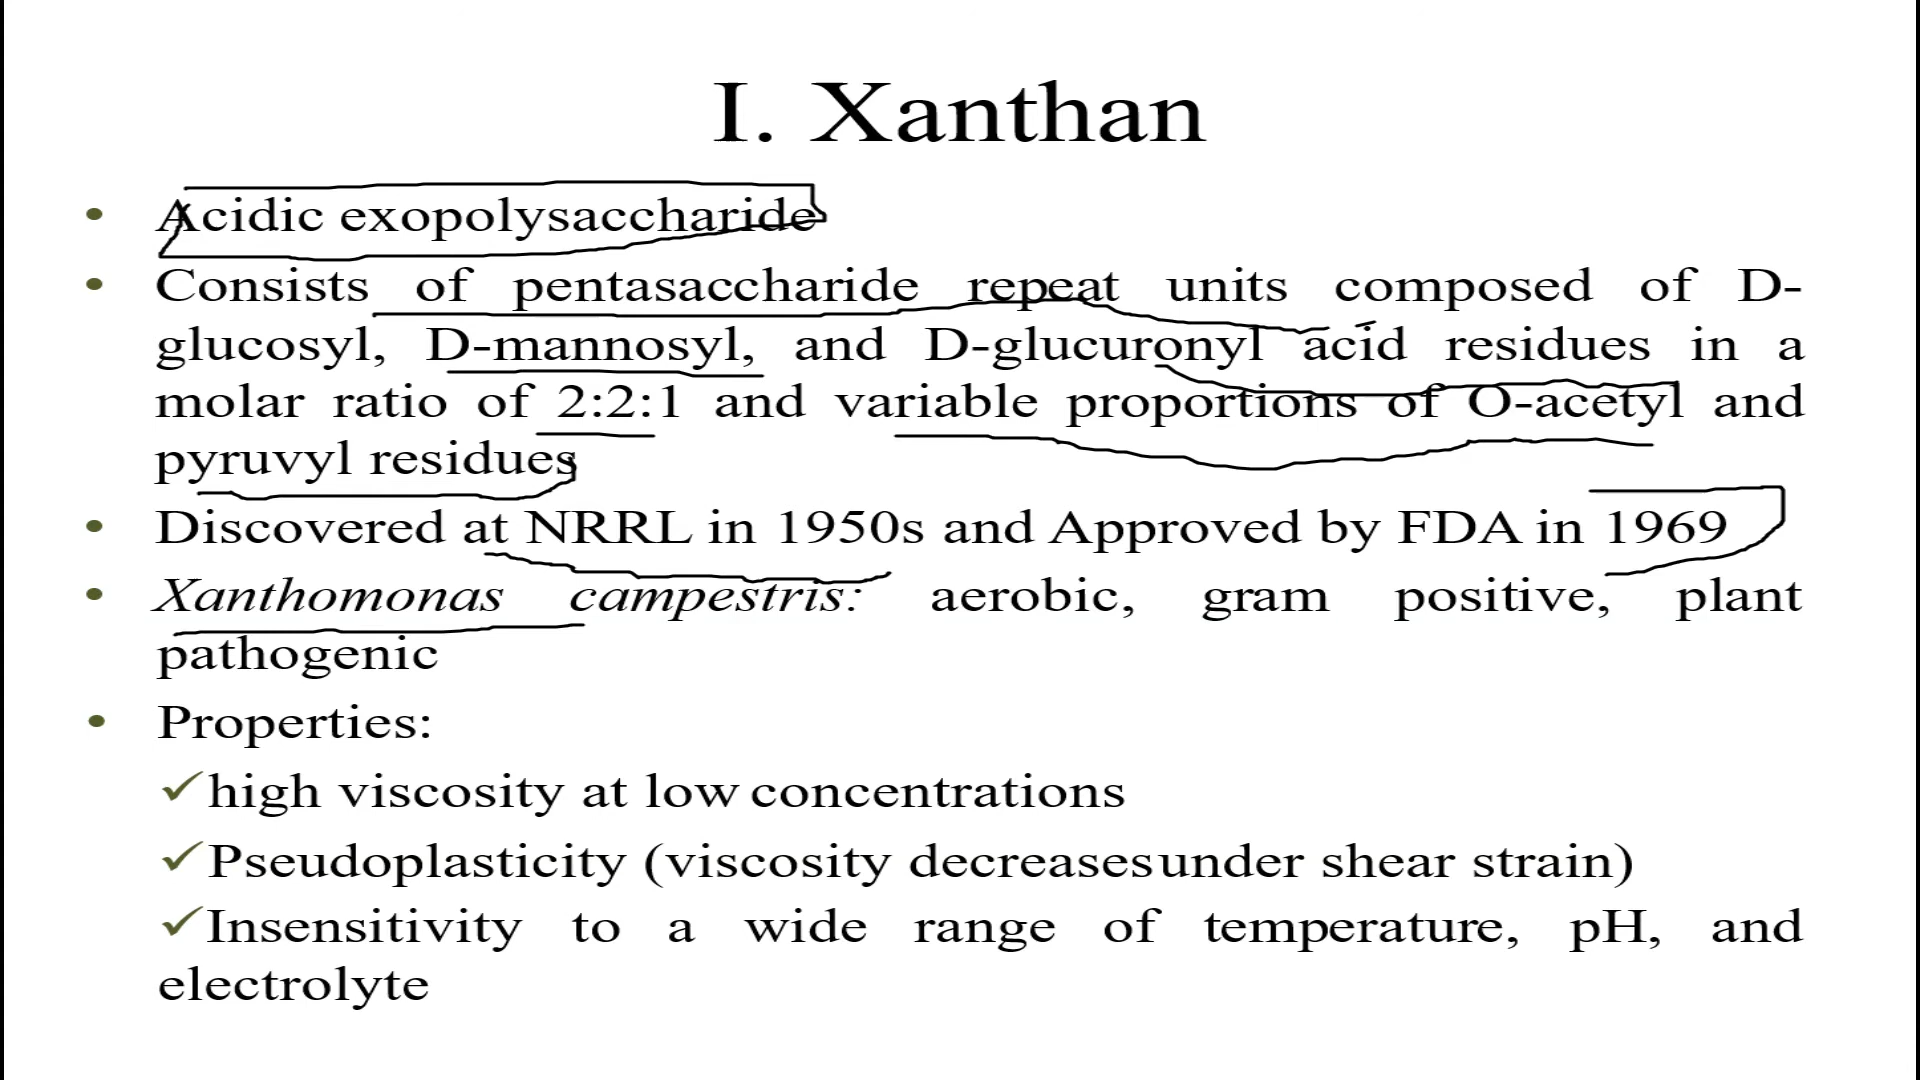 I. Xanthan
• Acidic exopolysaccharide
• Consists of pentasaccharide repeat units composed of D-
glucosyl, D-mannosyl, and D-glucuronyl acid residues in a
molar ratio of 2:2:1 and variable proportions of O-acetyl and
pyruvyl residues
• Discovered at NRRL in 1950s and Approved by FDA in 1969
• Xanthomonas campestris: aerobic, gram positive, plant
pathogenic
• Properties:
✓high viscosity at low concentrations
✓Pseudoplasticity (viscosity decreases under shear strain)
✓Insensitivity to a wide range of temperature, pH, and
electrolyte